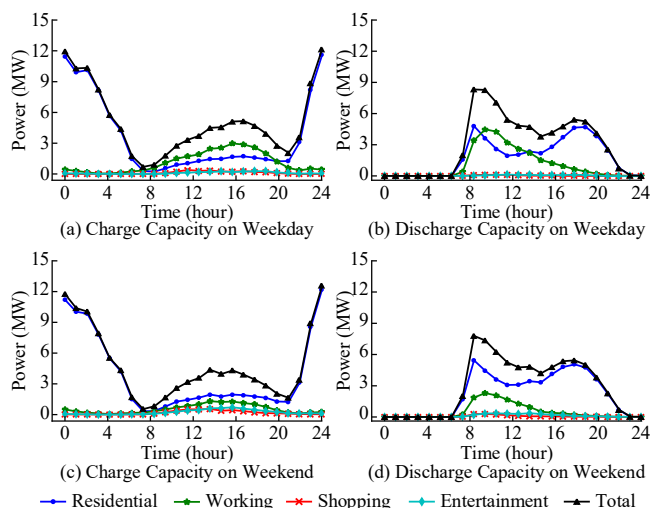 15
12
9
6
3
0
Power (MW)
0 4 8 12 16 20 24
Time (hour)
(a) Charge Capacity on Weekday
15
12
9
6
3
0
Power (MW)
0 4 8 12 16 20 24
Time (hour)
(b) Discharge Capacity on Weekday
15
12
9
6
3
0
Power (MW)
0 4 8 12 16 20 24
Time (hour)
(c) Charge Capacity on Weekend
15
12
9
6
3
0
Power (MW)
0 4 8 12 16 20 24
Time (hour)
(d) Discharge Capacity on Weekend
Residential Working Shopping Entertainment Total